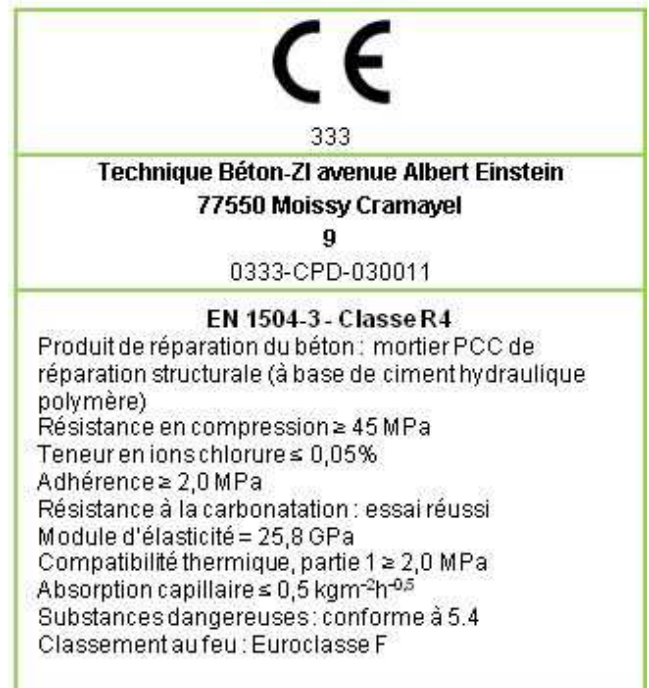 CE
333
Technique Béton-ZI avenue Albert Einstein
77550 Moissy Cramayel
9
0333-CPD-030011
EN 1504-3 - Classe R4
Produit de réparation du béton : mortier PCC de
réparation structurale (à base de ciment hydraulique
polymère)
Résistance en compression ≥ 45 MPa
Teneur en ions chlorure ≤ 0,05%
Adhérence ≥ 2,0 MPa
Résistance à la carbonatation : essai réussi
Module d'élasticité = 25,8 GPa
Compatibilité thermique, partie 1 ≥ 2,0 MPa
Absorption capillaire ≤ 0,5 kgm⁻²h⁻⁰,⁵
Substances dangereuses : conforme à 5.4
Classement au feu : Euroclasse F